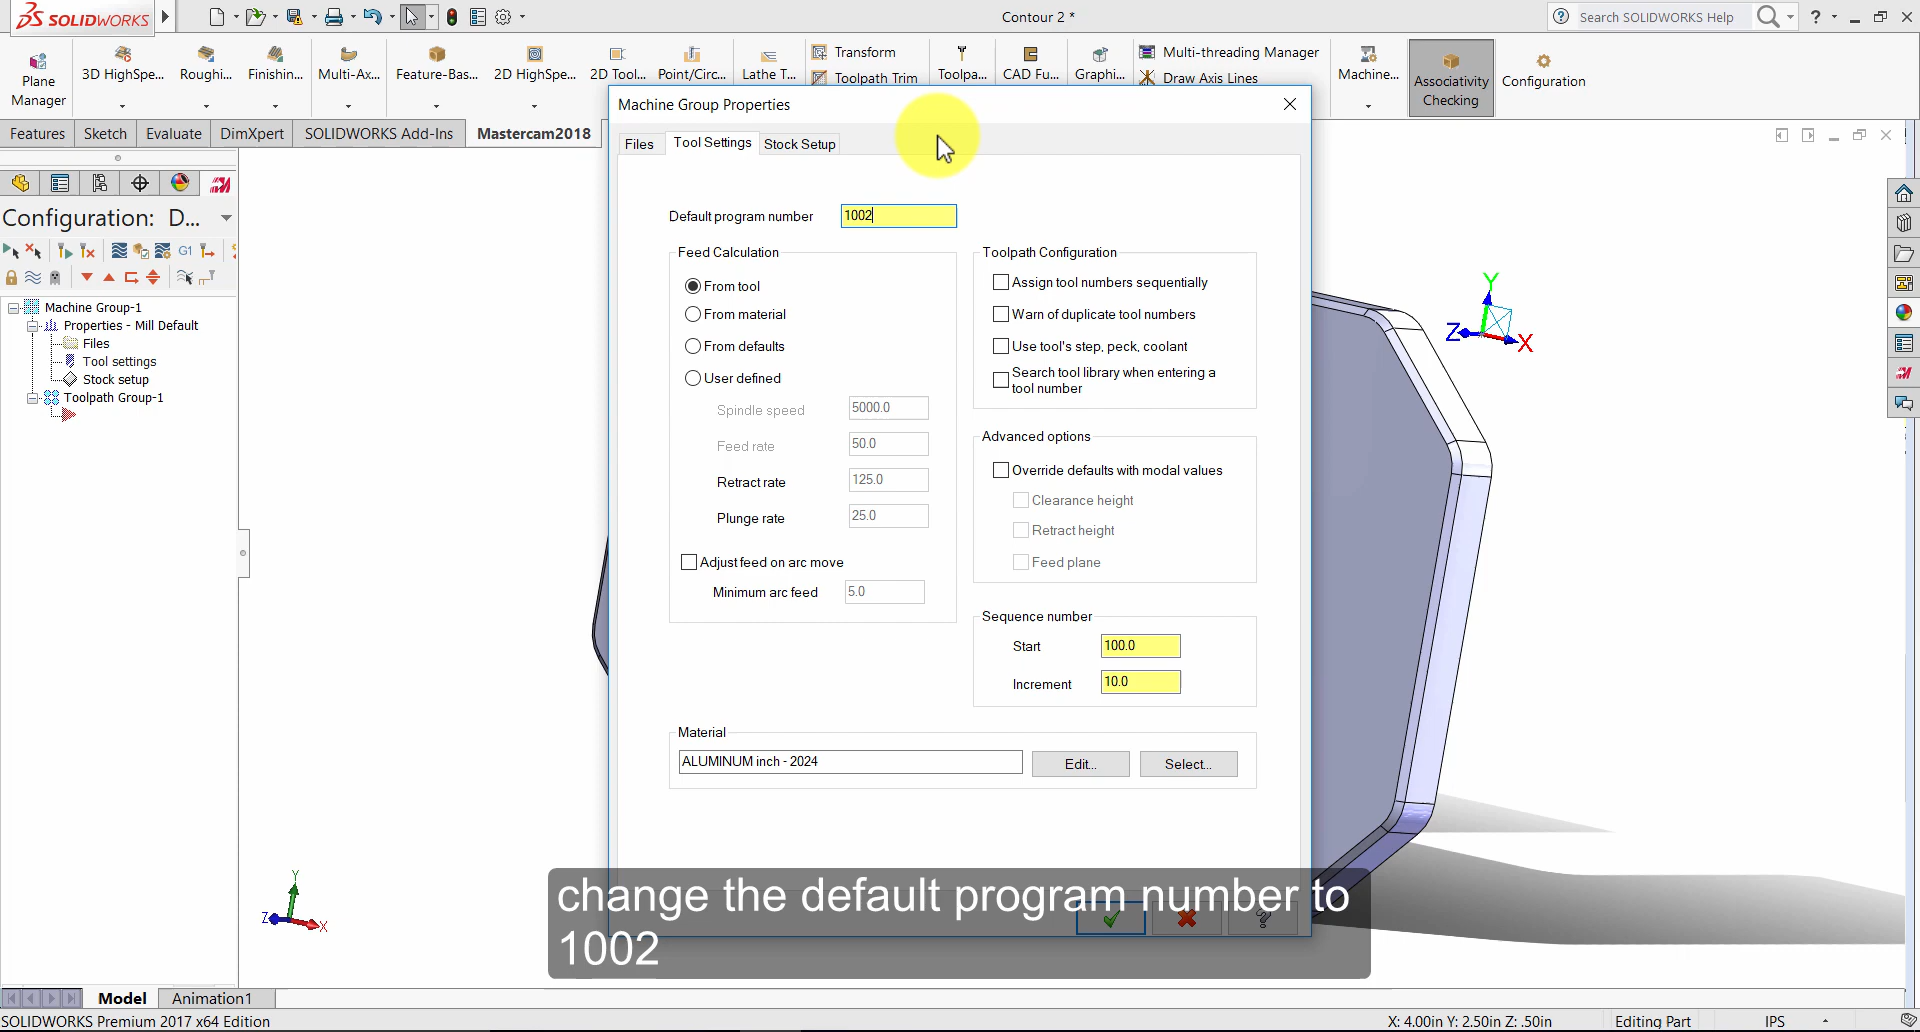 SOLIDWORKS
Contour 2 *
Search SOLIDWORKS Help
?
Plane
Manager
3D HighSpe...
Roughi...
Finishin...
Multi-Ax...
Feature-Bas...
2D HighSpe...
2D Tool...
Point/Circ...
Lathe T...
Transform
Toolpath Trim
Toolpa...
CAD Fu...
Graphi...
Multi-threading Manager
Draw Axis Lines
Machine...
Associativity
Checking
Configuration
Features
Sketch
Evaluate
DimXpert
SOLIDWORKS Add-Ins
Mastercam2018
Configuration: D...
G1
Machine Group-1
Properties - Mill Default
Files
Tool settings
Stock setup
Toolpath Group-1
Machine Group Properties
Files
Tool Settings
Stock Setup
Default program number
1002
Feed Calculation
From tool
From material
From defaults
User defined
Spindle speed
5000.0
Feed rate
50.0
Retract rate
125.0
Plunge rate
25.0
Adjust feed on arc move
Minimum arc feed
5.0
Toolpath Configuration
Assign tool numbers sequentially
Warn of duplicate tool numbers
Use tool's step, peck, coolant
Search tool library when entering a
tool number
Advanced options
Override defaults with modal values
Clearance height
Retract height
Feed plane
Sequence number
Start
100.0
Increment
10.0
Material
ALUMINUM inch - 2024
Edit...
Select...
Y
Z
X
Y
Z
X
change the default program number to
1002
Model
Animation1
SOLIDWORKS Premium 2017 x64 Edition
X: 4.00in Y: 2.50in Z: .50in
Editing Part
IPS